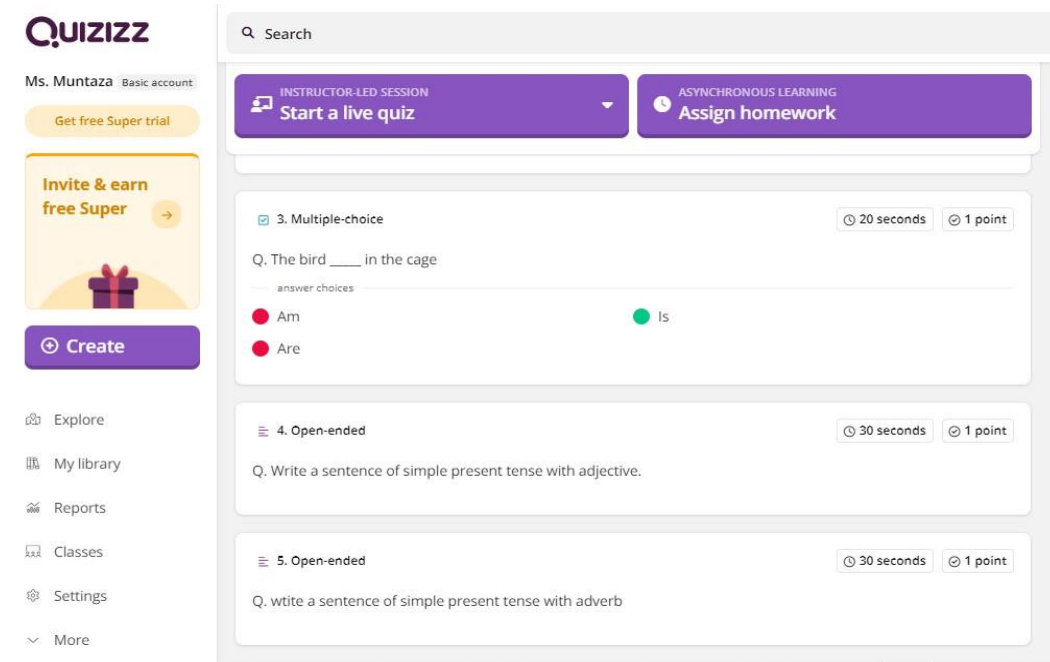 Quizizz
Search
Ms. Muntaza Basic account
Get free Super trial
Invite & earn
free Super
Create
Explore
My library
Reports
Classes
Settings
More
INSTRUCTOR-LED SESSION
Start a live quiz
ASYNCHRONOUS LEARNING
Assign homework
3. Multiple-choice 20 seconds 1 point
Q. The bird _____ in the cage
answer choices
Am Is
Are
4. Open-ended 30 seconds 1 point
Q. Write a sentence of simple present tense with adjective.
5. Open-ended 30 seconds 1 point
Q. wtite a sentence of simple present tense with adverb